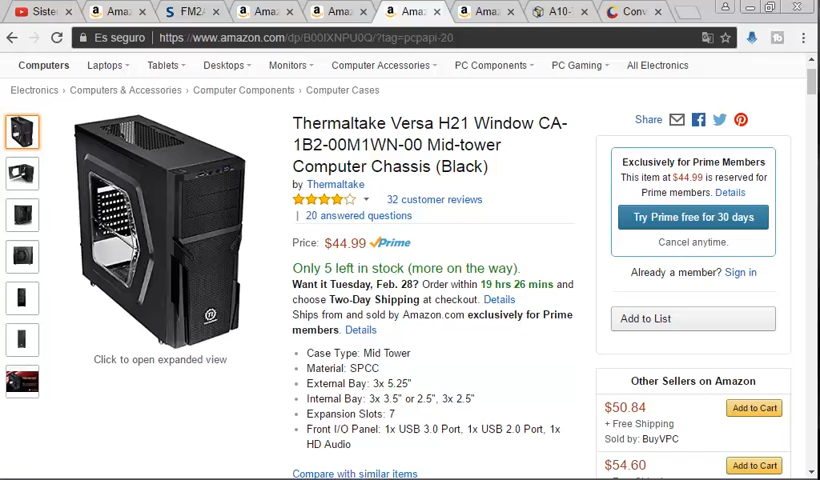 Sister
Amaz
FM2A
Amaz
Amaz
Amaz
Amaz
A10-
Conv
Es seguro | https://www.amazon.com/dp/B00IXNPU0Q/?tag=pcpapi-20
Computers Laptops Tablets Desktops Monitors Computer Accessories PC Components PC Gaming All Electronics
Electronics › Computers & Accessories › Computer Components › Computer Cases
Thermaltake Versa H21 Window CA-
1B2-00M1WN-00 Mid-tower
Computer Chassis (Black)
by Thermaltake
32 customer reviews
| 20 answered questions
Price: $44.99 Prime
Only 5 left in stock (more on the way).
Want it Tuesday, Feb. 28? Order within 19 hrs 26 mins and
choose Two-Day Shipping at checkout. Details
Ships from and sold by Amazon.com exclusively for Prime
members. Details
• Case Type: Mid Tower
• Material: SPCC
• External Bay: 3x 5.25"
• Internal Bay: 3x 3.5" or 2.5", 3x 2.5"
• Expansion Slots: 7
• Front I/O Panel: 1x USB 3.0 Port, 1x USB 2.0 Port, 1x
HD Audio
Compare with similar items
Click to open expanded view
Share
Exclusively for Prime Members
This item at $44.99 is reserved for
Prime members. Details
Try Prime free for 30 days
Cancel anytime.
Already a member? Sign in
Add to List
Other Sellers on Amazon
$50.84 Add to Cart
+ Free Shipping
Sold by: BuyVPC
$54.60 Add to Cart